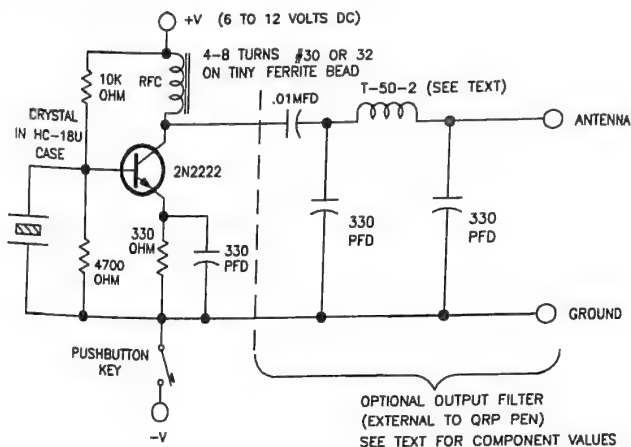 +V (6 TO 12 VOLTS DC)
4-8 TURNS #30 OR 32
ON TINY FERRITE BEAD
RFC
10K
OHM
T-50-2 (SEE TEXT)
.01MFD
ANTENNA
CRYSTAL
IN HC-18U
CASE
2N2222
330
OHM
330
PFD
330
PFD
330
PFD
4700
OHM
GROUND
PUSHBUTTON
KEY
-V
OPTIONAL OUTPUT FILTER
(EXTERNAL TO QRP PEN)
SEE TEXT FOR COMPONENT VALUES